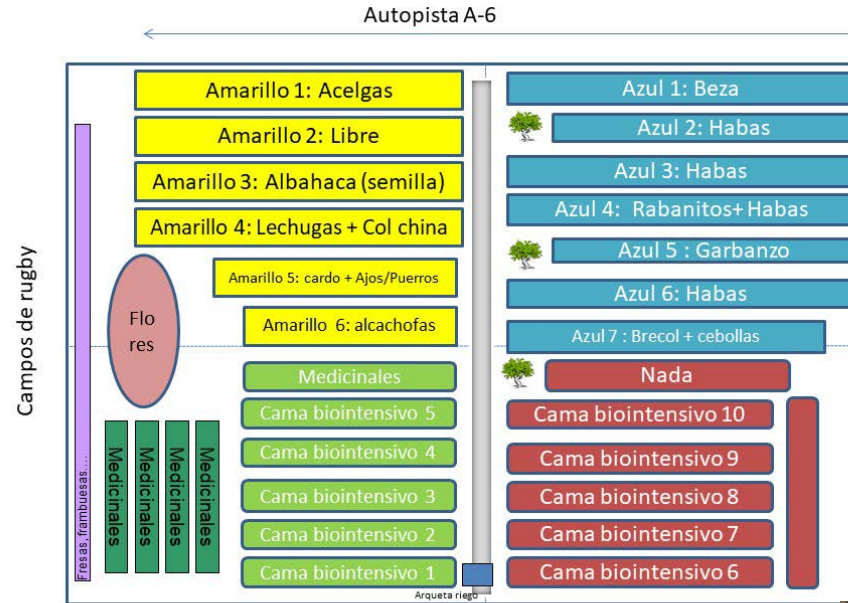 Autopista A-6
Campos de rugby
Amarillo 1: Acelgas
Amarillo 2: Libre
Amarillo 3: Albahaca (semilla)
Amarillo 4: Lechugas + Col china
Amarillo 5: cardo + Ajos/Puerros
Amarillo 6: alcachofas
Azul 1: Beza
Azul 2: Habas
Azul 3: Habas
Azul 4: Rabanitos+ Habas
Azul 5 : Garbanzo
Azul 6: Habas
Azul 7 : Brecol + cebollas
Flo
res
Fresas, frambuesas....
Medicinales
Medicinales
Medicinales
Medicinales
Medicinales
Cama biointensivo 5
Cama biointensivo 4
Cama biointensivo 3
Cama biointensivo 2
Cama biointensivo 1
Arqueta riego
Nada
Cama biointensivo 10
Cama biointensivo 9
Cama biointensivo 8
Cama biointensivo 7
Cama biointensivo 6